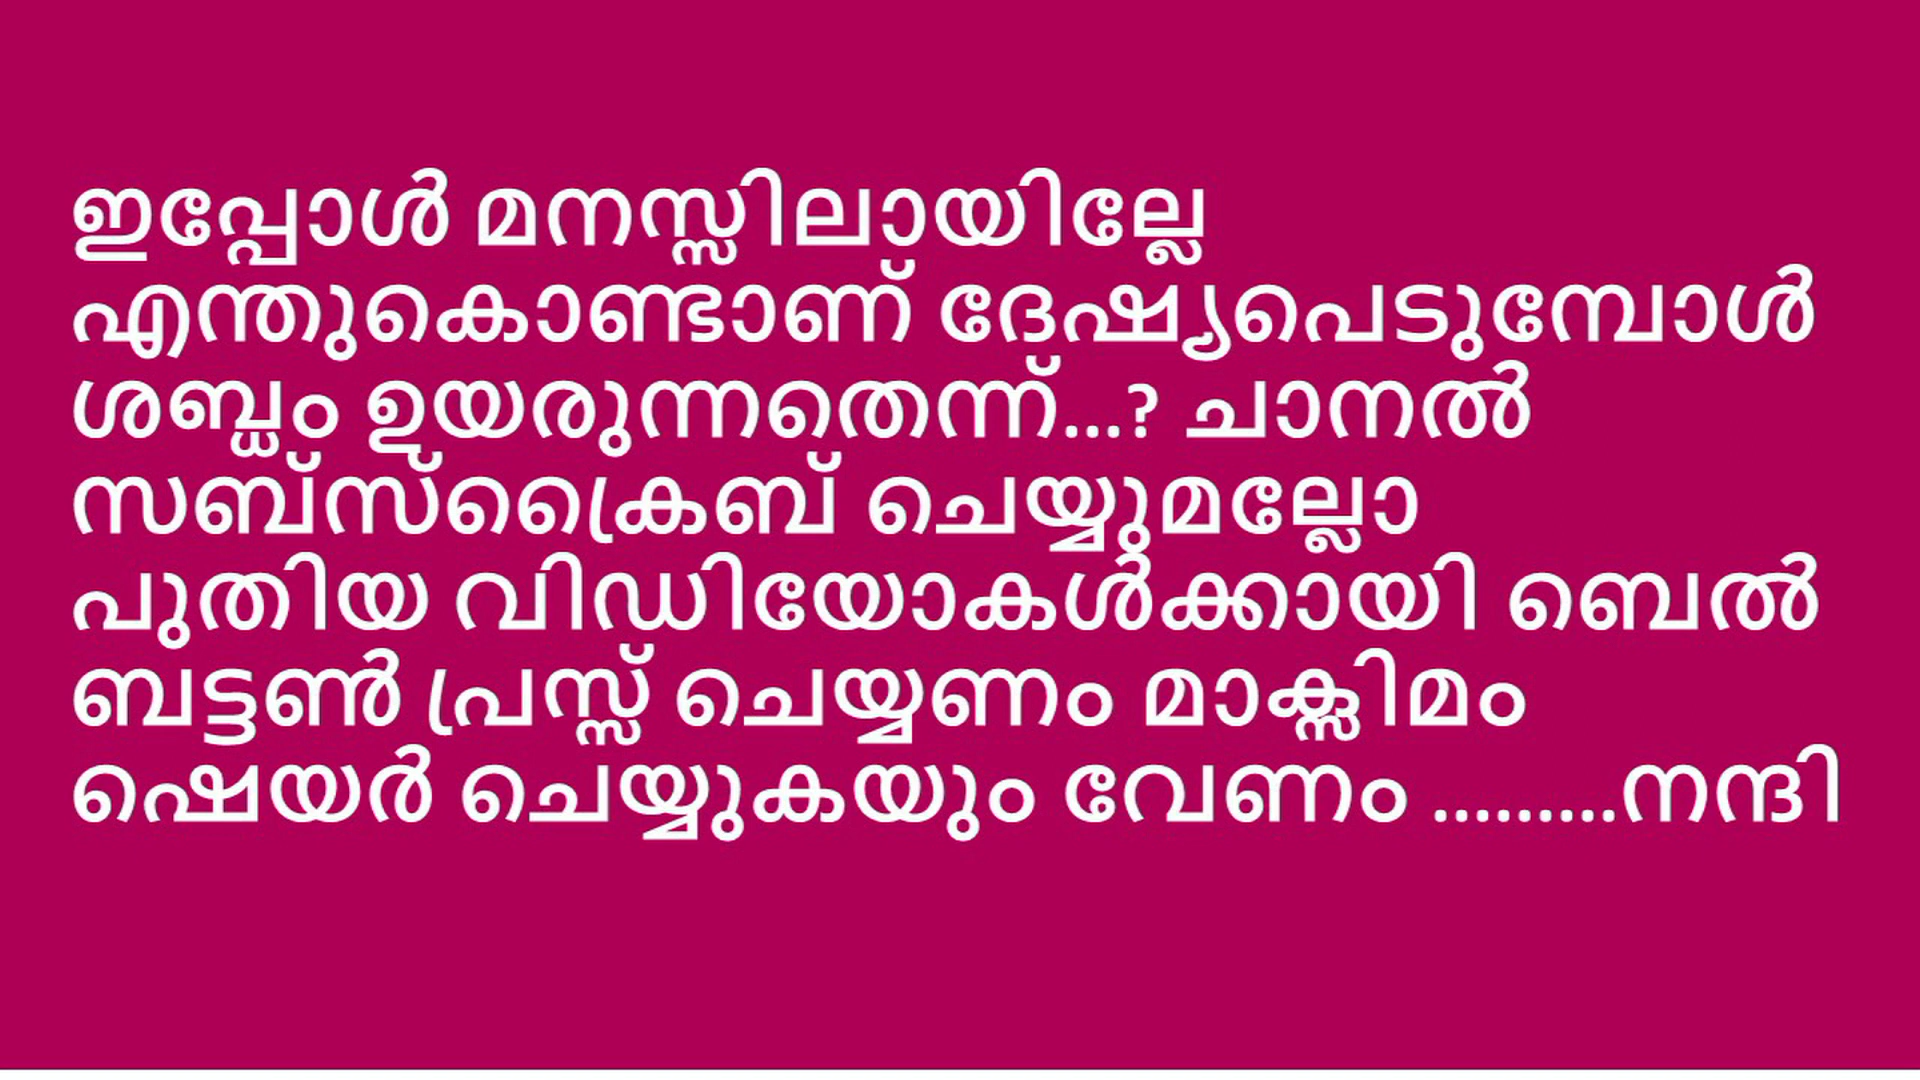 ഇപ്പോൾ മനസ്സിലായില്ലേ
എന്തുകൊണ്ടാണ് ദേഷ്യപെടുമ്പോൾ
ശബ്ദം ഉയരുന്നതെന്ന്...? ചാനൽ
സബ്സ്ക്രൈബ് ചെയ്യുമല്ലോ
പുതിയ വിഡിയോകൾക്കായി ബെൽ
ബട്ടൺ പ്രസ്സ് ചെയ്യണം മാക്സിമം
ഷെയർ ചെയ്യുകയും വേണം .........നന്ദി